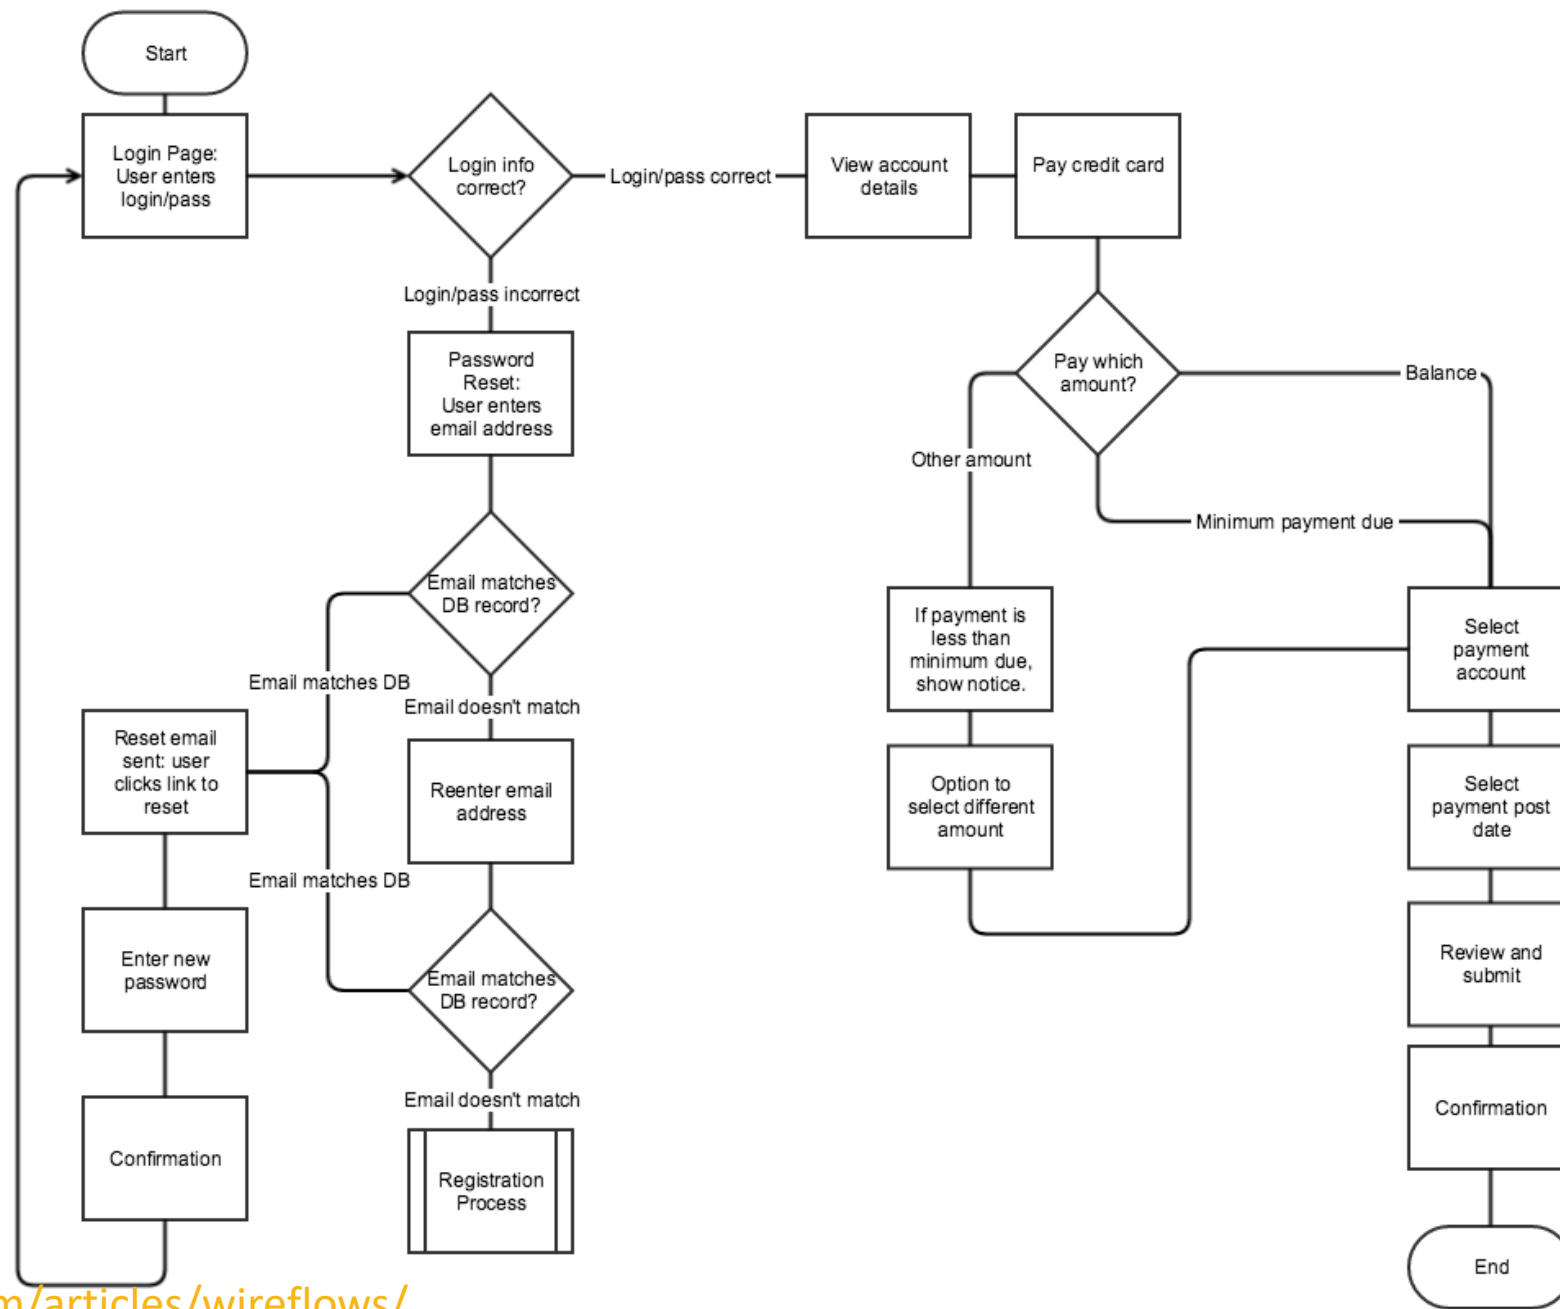 Start
Login Page:
User enters
login/pass
Login info
correct?
Login/pass correct
View account
details
Pay credit card
Login/pass incorrect
Password
Reset:
User enters
email address
Pay which
amount?
Balance
Other amount
Minimum payment due
Email matches
DB record?
Email matches DB
Email doesn't match
If payment is
less than
minimum due,
show notice.
Select
payment
account
Reset email
sent: user
clicks link to
reset
Reenter email
address
Option to
select different
amount
Select
payment post
date
Email matches DB
Enter new
password
Email matches
DB record?
Review and
submit
Email doesn't match
Confirmation
Registration
Process
Confirmation
End
m/articles/wireflows/